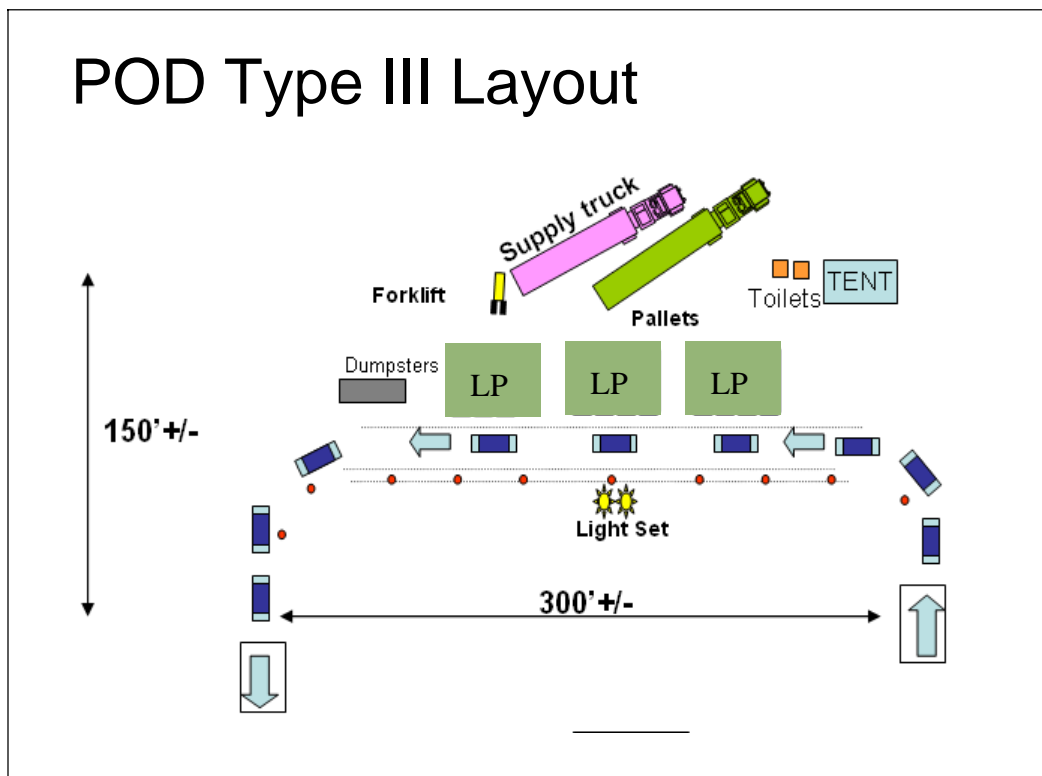 POD Type III Layout
Supply truck
Forklift
Pallets
Toilets
TENT
Dumpsters
LP
LP
LP
150’+/-
Light Set
300’+/-